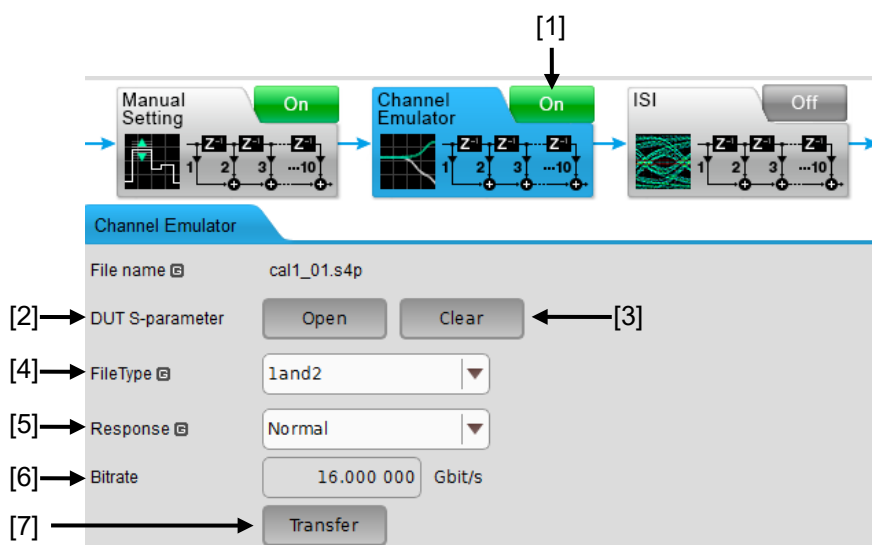 [1]
Manual Setting On
Z⁻¹ Z⁻¹ Z⁻¹
1 2 3 ...10
Channel Emulator On
Z⁻¹ Z⁻¹ Z⁻¹
1 2 3 ...10
ISI Off
Z⁻¹ Z⁻¹ Z⁻¹
1 2 3 ...10
Channel Emulator
File name G cal1_01.s4p
[2] DUT S-parameter Open Clear [3]
[4] FileType G 1and2
[5] Response G Normal
[6] Bitrate 16.000 000 Gbit/s
[7] Transfer